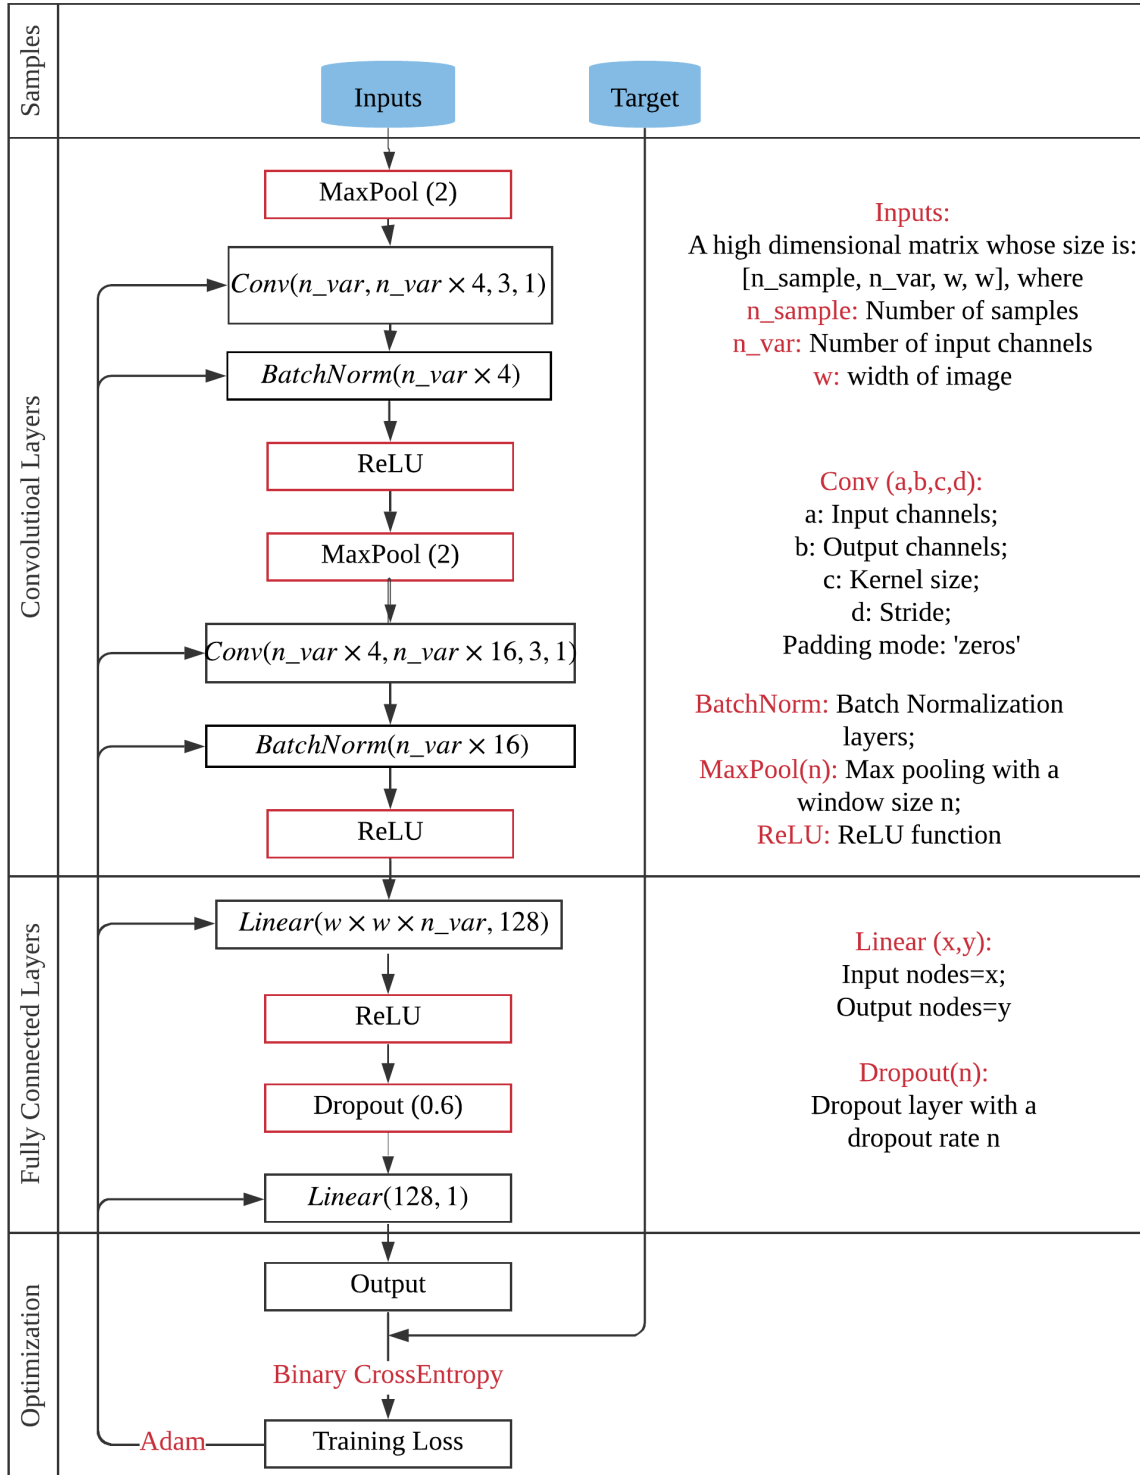 Samples
Inputs
Target
Convolutioal Layers
MaxPool (2)
Conv(n_var, n_var × 4, 3, 1)
BatchNorm(n_var × 4)
ReLU
MaxPool (2)
Conv(n_var × 4, n_var × 16, 3, 1)
BatchNorm(n_var × 16)
ReLU
Inputs:
A high dimensional matrix whose size is:
[n_sample, n_var, w, w], where
n_sample: Number of samples
n_var: Number of input channels
w: width of image
Conv (a,b,c,d):
a: Input channels;
b: Output channels;
c: Kernel size;
d: Stride;
Padding mode: 'zeros'
BatchNorm: Batch Normalization
layers;
MaxPool(n): Max pooling with a
window size n;
ReLU: ReLU function
Fully Connected Layers
Linear(w × w × n_var, 128)
ReLU
Dropout (0.6)
Linear(128, 1)
Linear (x,y):
Input nodes=x;
Output nodes=y
Dropout(n):
Dropout layer with a
dropout rate n
Optimization
Output
Binary CrossEntropy
Training Loss
Adam